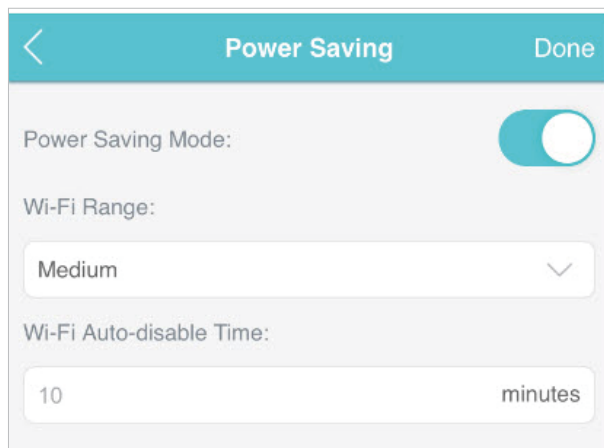 Power Saving Done
Power Saving Mode:
Wi-Fi Range:
Medium
Wi-Fi Auto-disable Time:
10 minutes